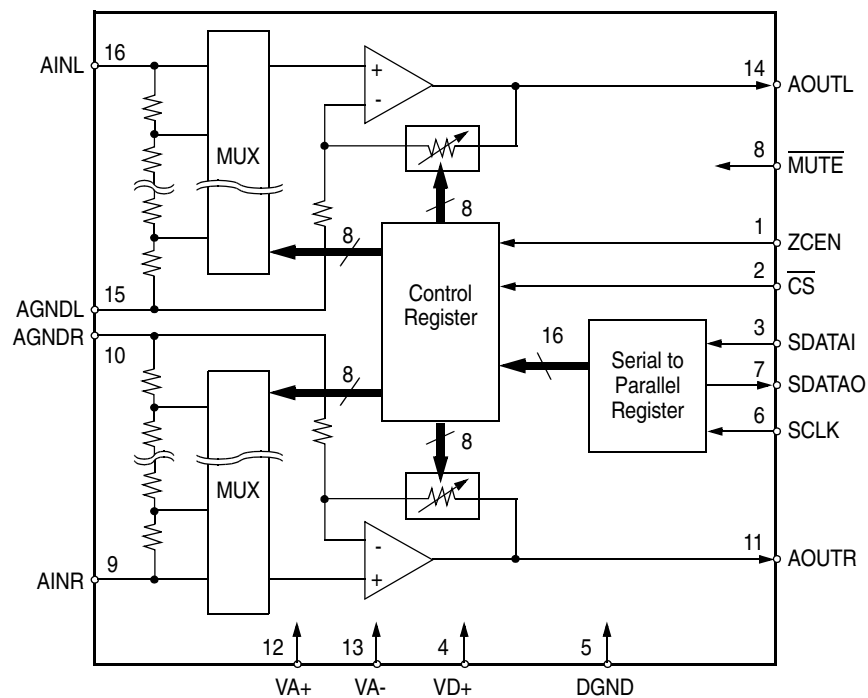 AINL
16
MUX
+
-
14
AOUTL
8
MUTE
8
1
ZCEN
8
2
CS
Control
Register
AGNDL
15
AGNDR
10
16
Serial to
Parallel
Register
3
SDATAI
7
SDATAO
6
SCLK
8
8
MUX
-
+
11
AOUTR
AINR
9
12
13
4
5
VA+
VA-
VD+
DGND